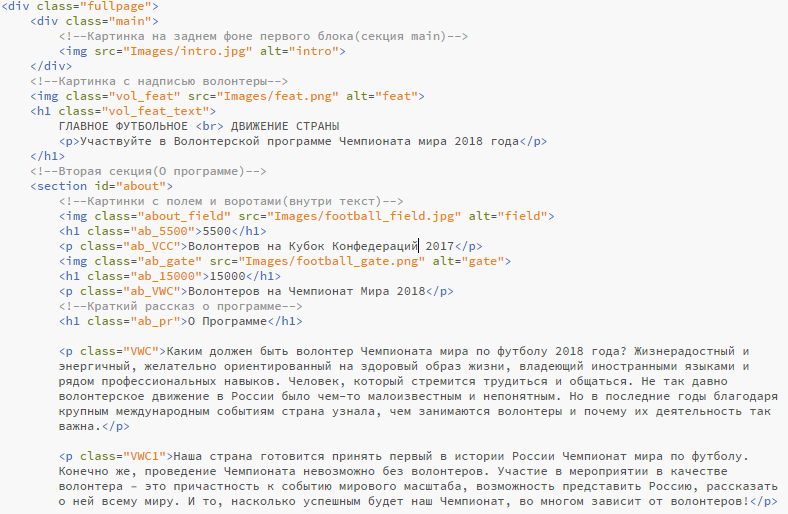 <div class="fullpage">
<div class="main">
<!--Картинка на заднем фоне первого блока(секция main)-->
<img src="Images/intro.jpg" alt="intro">
</div>
<!--Картинка с надписью волонтеры-->
<img class="vol_feat" src="Images/feat.png" alt="feat">
<h1 class="vol_feat_text">
ГЛАВНОЕ ФУТБОЛЬНОЕ <br> ДВИЖЕНИЕ СТРАНЫ
<p>Участвуйте в Волонтерской программе Чемпионата мира 2018 года</p>
</h1>
<!--Вторая секция(О программе)-->
<section id="about">
<!--Картинки с полем и воротами(внутри текст)-->
<img class="about_field" src="Images/football_field.jpg" alt="field">
<h1 class="ab_5500">5500</h1>
<p class="ab_VCC">Волонтеров на Кубок Конфедераций 2017</p>
<img class="ab_gate" src="Images/football_gate.png" alt="gate">
<h1 class="ab_15000">15000</h1>
<p class="ab_VWC">Волонтеров на Чемпионат Мира 2018</p>
<!--Краткий рассказ о программе-->
<h1 class="ab_pr">О Программе</h1>
<p class="VWC">Каким должен быть волонтер Чемпионата мира по футболу 2018 года? Жизнерадостный и
энергичный, желательно ориентированный на здоровый образ жизни, владеющий иностранными языками и
рядом профессиональных навыков. Человек, который стремится трудиться и общаться. Не так давно
волонтерское движение в России было чем-то малоизвестным и непонятным. Но в последние годы благодаря
крупным международным событиям страна узнала, чем занимаются волонтеры и почему их деятельность так
важна.</p>
<p class="VWC1">Наша страна готовится принять первый в истории России Чемпионат мира по футболу.
Конечно же, проведение Чемпионата невозможно без волонтеров. Участие в мероприятии в качестве
волонтера – это причастность к событию мирового масштаба, возможность представить Россию, рассказать
о ней всему миру. И то, насколько успешным будет наш Чемпионат, во многом зависит от волонтеров!</p>